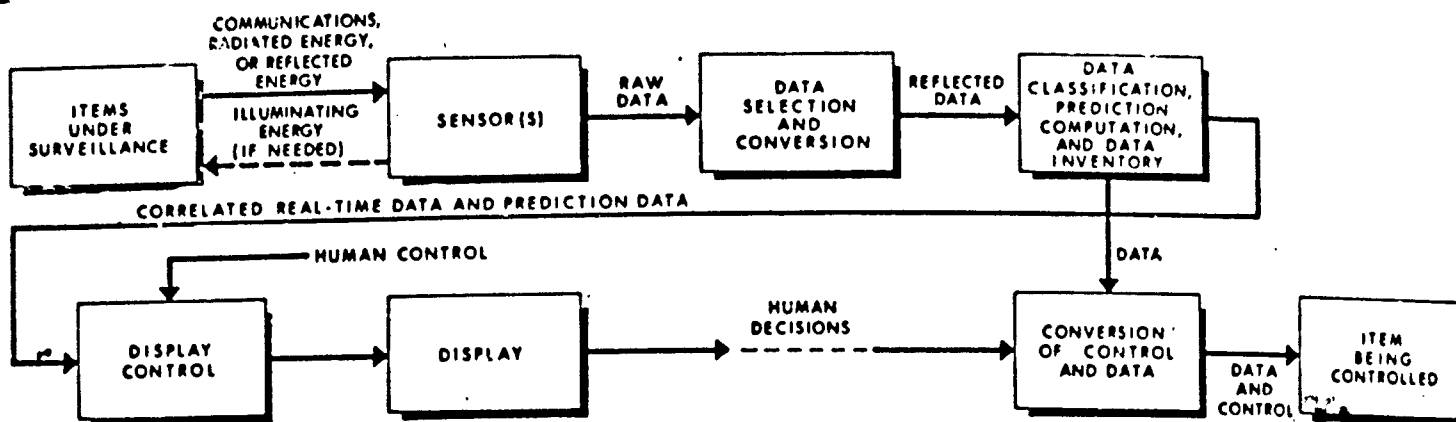 COMMUNICATIONS,
RADIATED ENERGY,
OR REFLECTED
ENERGY
ITEMS
UNDER
SURVEILLANCE
ILLUMINATING
ENERGY
(IF NEEDED)
SENSOR(S)
RAW
DATA
DATA
SELECTION
AND
CONVERSION
REFLECTED
DATA
DATA
CLASSIFICATION,
PREDICTION
COMPUTATION,
AND DATA
INVENTORY
CORRELATED REAL-TIME DATA AND PREDICTION DATA
HUMAN CONTROL
DATA
DISPLAY
CONTROL
DISPLAY
HUMAN
DECISIONS
CONVERSION
OF CONTROL
AND DATA
DATA
AND
CONTROL
ITEM
BEING
CONTROLLED